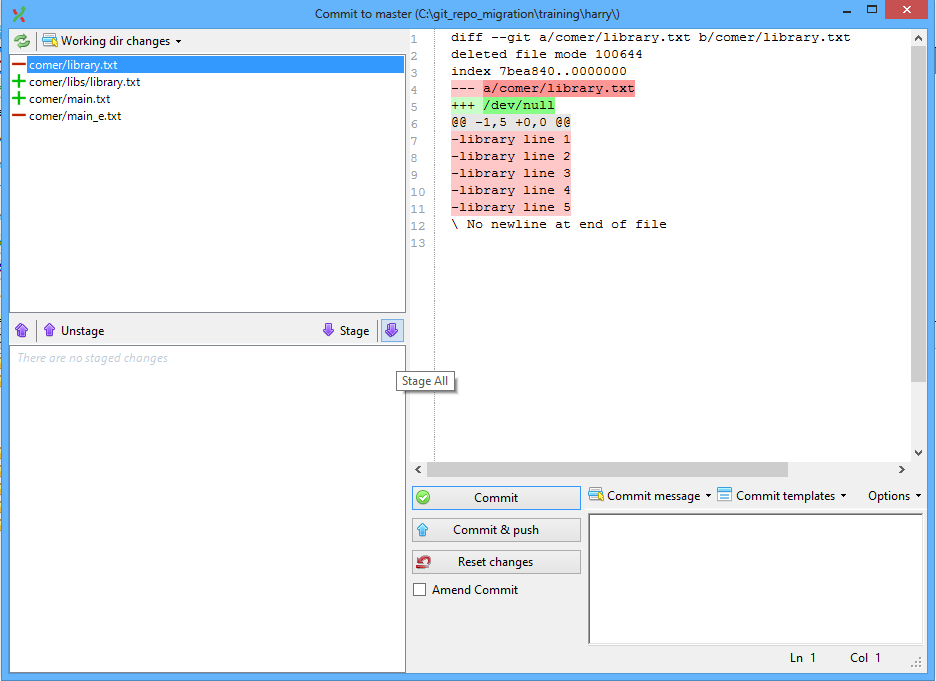 Commit to master (C:\git_repo_migration\training\harry\)
Working dir changes
comer/library.txt
comer/libs/library.txt
comer/main.txt
comer/main_e.txt
Unstage
Stage
There are no staged changes
Stage All
1 diff --git a/comer/library.txt b/comer/library.txt
2 deleted file mode 100644
3 index 7bea840..0000000
4 --- a/comer/library.txt
5 +++ /dev/null
6 @@ -1,5 +0,0 @@
7 -library line 1
8 -library line 2
9 -library line 3
10 -library line 4
11 -library line 5
12 \ No newline at end of file
13
Commit
Commit & push
Reset changes
Amend Commit
Commit message Commit templates Options
Ln 1 Col 1